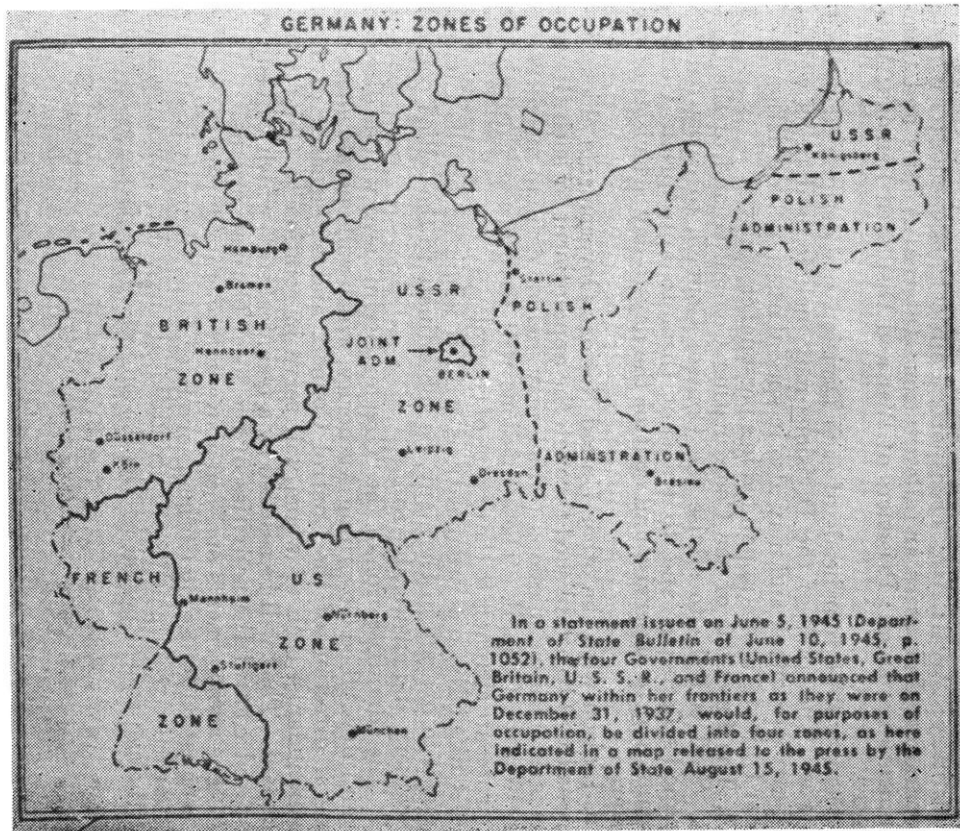 GERMANY: ZONES OF OCCUPATION
U.S.S.R.
Königsberg
POLISH
ADMINISTRATION
Hamburg
Bremen
BRITISH
Hannover
ZONE
Düsseldorf
Köln
U.S.S.R.
Stettin
POLISH
JOINT
ADM.
BERLIN
ZONE
Leipzig
Dresden
ADMINSTRATION
Breslau
FRENCH
Mannheim
U.S.
Nürnberg
ZONE
Stuttgart
ZONE
München
In a statement issued on June 5, 1945 (Depart-
ment of State Bulletin of June 10, 1945, p.
1052), the four Governments (United States, Great
Britain, U. S. S. R., and France) announced that
Germany within her frontiers as they were on
December 31, 1937, would, for purposes of
occupation, be divided into four zones, as here
indicated in a map released to the press by the
Department of State August 15, 1945.